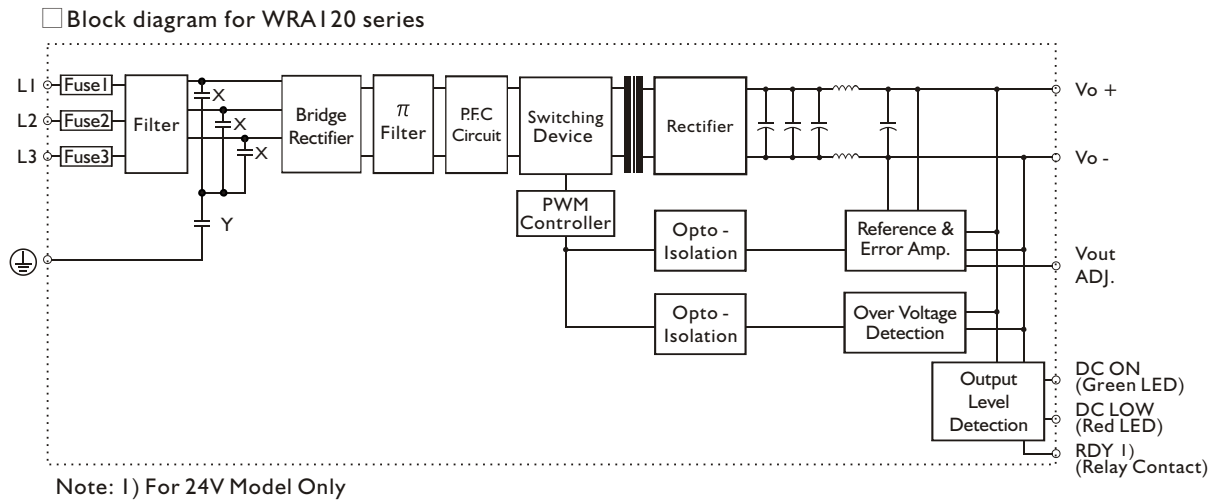 Block diagram for WRA120 series
L1
Fuse1
L2
Fuse2
L3
Fuse3
Filter
X
X
X
Y
Bridge
Rectifier
π
Filter
P.F.C
Circuit
Switching
Device
Rectifier
PWM
Controller
Opto -
Isolation
Reference &
Error Amp.
Opto -
Isolation
Over Voltage
Detection
Output
Level
Detection
Vo +
Vo -
Vout
ADJ.
DC ON
(Green LED)
DC LOW
(Red LED)
RDY 1)
(Relay Contact)
Note: 1) For 24V Model Only